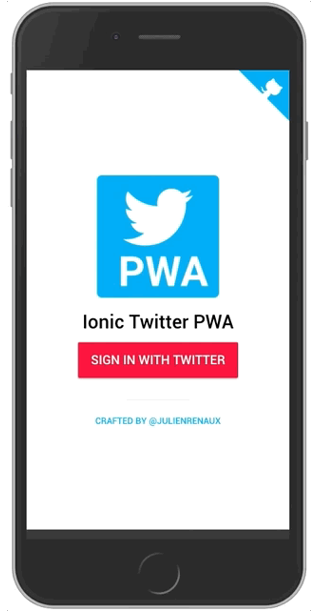 PWA
Ionic Twitter PWA
SIGN IN WITH TWITTER
CRAFTED BY @JULIENRENAUX